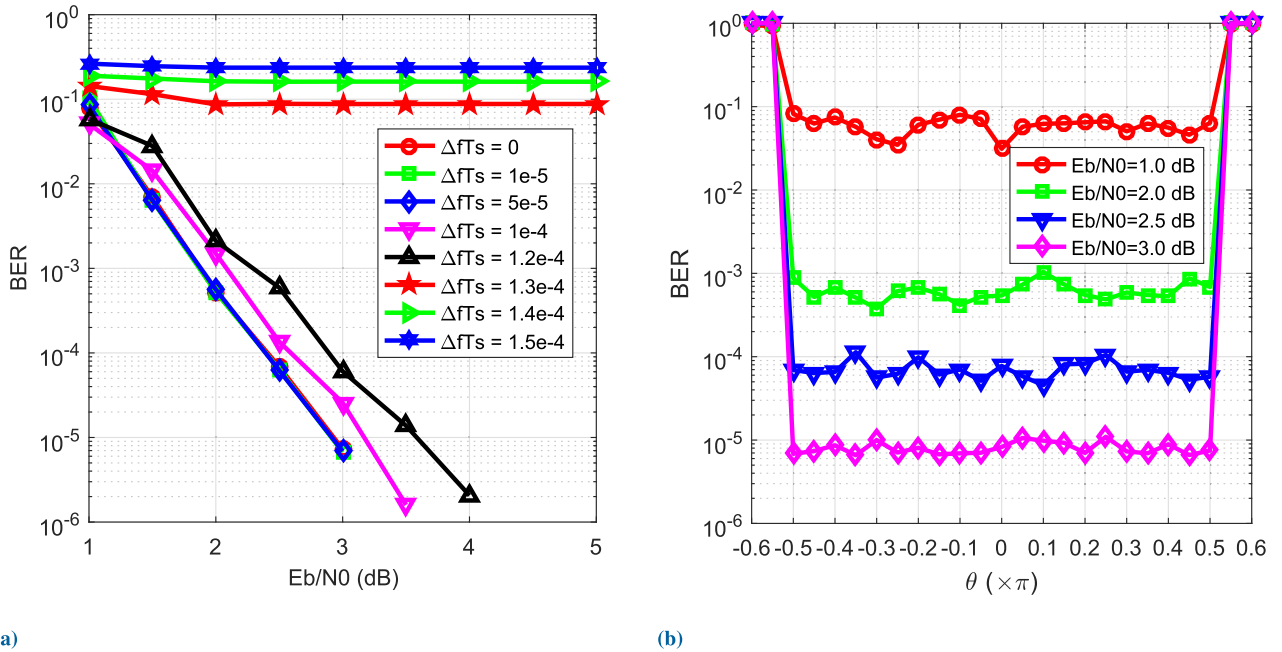 10^0
10^-1
10^-2
10^-3
10^-4
10^-5
10^-6
BER
1 2 3 4 5
Eb/N0 (dB)
ΔfTs = 0
ΔfTs = 1e-5
ΔfTs = 5e-5
ΔfTs = 1e-4
ΔfTs = 1.2e-4
ΔfTs = 1.3e-4
ΔfTs = 1.4e-4
ΔfTs = 1.5e-4
a)
10^0
10^-1
10^-2
10^-3
10^-4
10^-5
10^-6
BER
-0.6 -0.5 -0.4 -0.3 -0.2 -0.1 0 0.1 0.2 0.3 0.4 0.5 0.6
θ (×π)
Eb/N0=1.0 dB
Eb/N0=2.0 dB
Eb/N0=2.5 dB
Eb/N0=3.0 dB
(b)